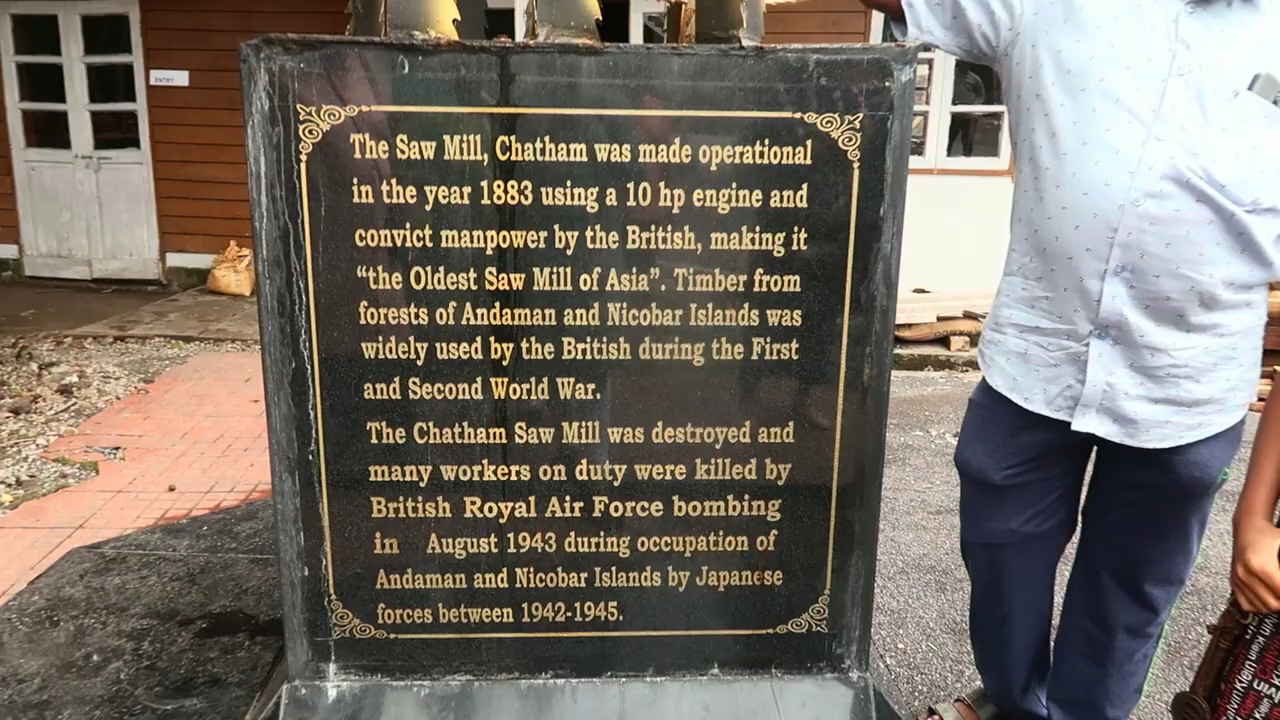 ENTRY
The Saw Mill, Chatham was made operational
in the year 1883 using a 10 hp engine and
convict manpower by the British, making it
“the Oldest Saw Mill of Asia”. Timber from
forests of Andaman and Nicobar Islands was
widely used by the British during the First
and Second World War.
The Chatham Saw Mill was destroyed and
many workers on duty were killed by
British Royal Air Force bombing
in August 1943 during occupation of
Andaman and Nicobar Islands by Japanese
forces between 1942-1945.
Calvin Klein